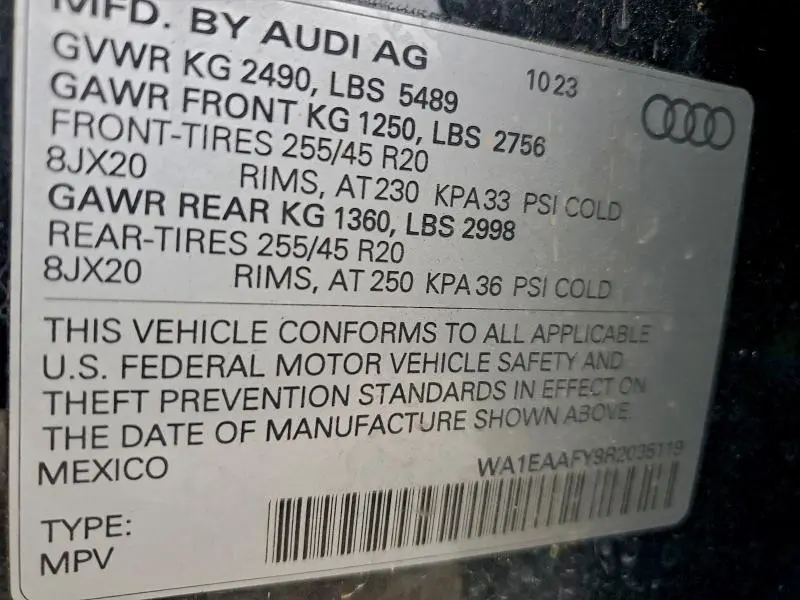 MFD. BY AUDI AG 1023
GVWR KG 2490, LBS 5489
GAWR FRONT KG 1250, LBS 2756
FRONT-TIRES 255/45 R20
8JX20 RIMS, AT 230 KPA 33 PSI COLD
GAWR REAR KG 1360, LBS 2998
REAR-TIRES 255/45 R20
8JX20 RIMS, AT 250 KPA 36 PSI COLD
THIS VEHICLE CONFORMS TO ALL APPLICABLE
U.S. FEDERAL MOTOR VEHICLE SAFETY AND
THEFT PREVENTION STANDARDS IN EFFECT ON
THE DATE OF MANUFACTURE SHOWN ABOVE.
MEXICO WA1EAAFY9R2035119
TYPE:
MPV